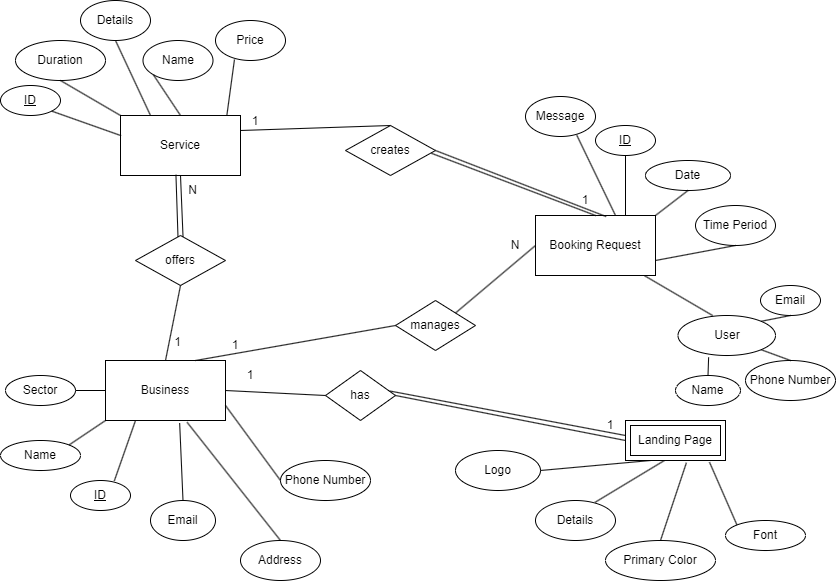 Details
Price
Duration
Name
ID
1
Message
Service
creates
ID
Date
N
1
Time Period
Booking Request
N
offers
Email
manages
User
1
1
Phone Number
1
Sector
Business
has
Name
1
Landing Page
Name
Logo
Phone Number
ID
Email
Details
Font
Address
Primary Color